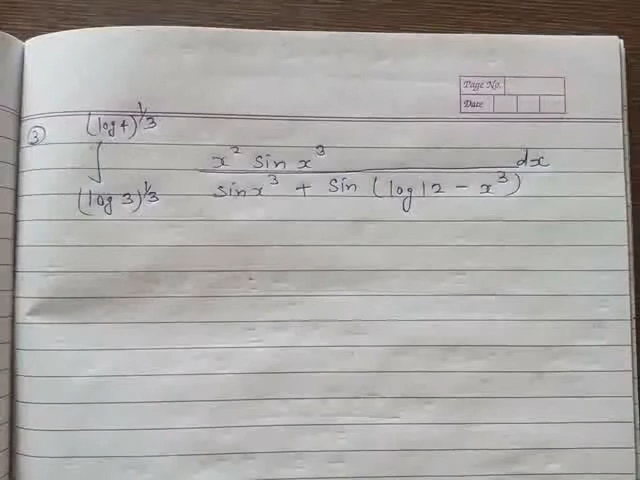 Page No.
Date
③ ∫ (log 3)^1/3 (log 4)^1/3 x² sin x³ / sin x³ + sin (log 12 - x³) dx